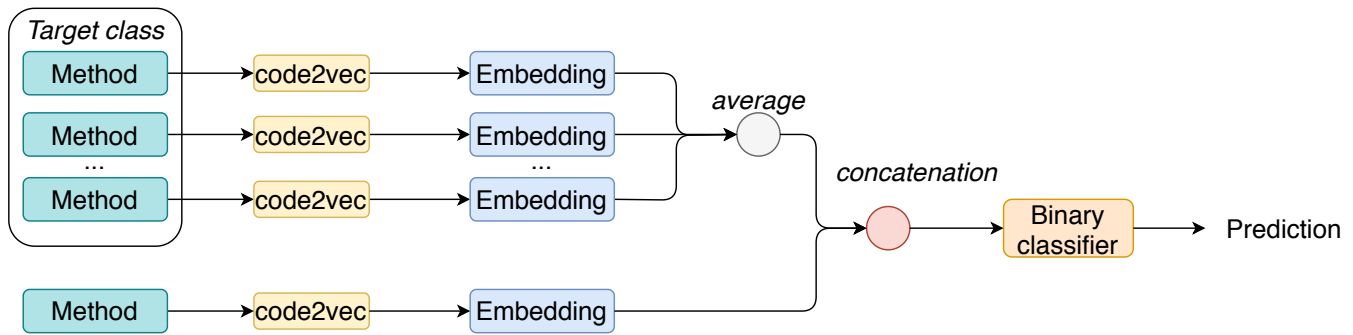 Target class
Method code2vec Embedding
average
Method code2vec Embedding
... ...
concatenation
Method code2vec Embedding
Binary
classifier
Prediction
Method code2vec Embedding